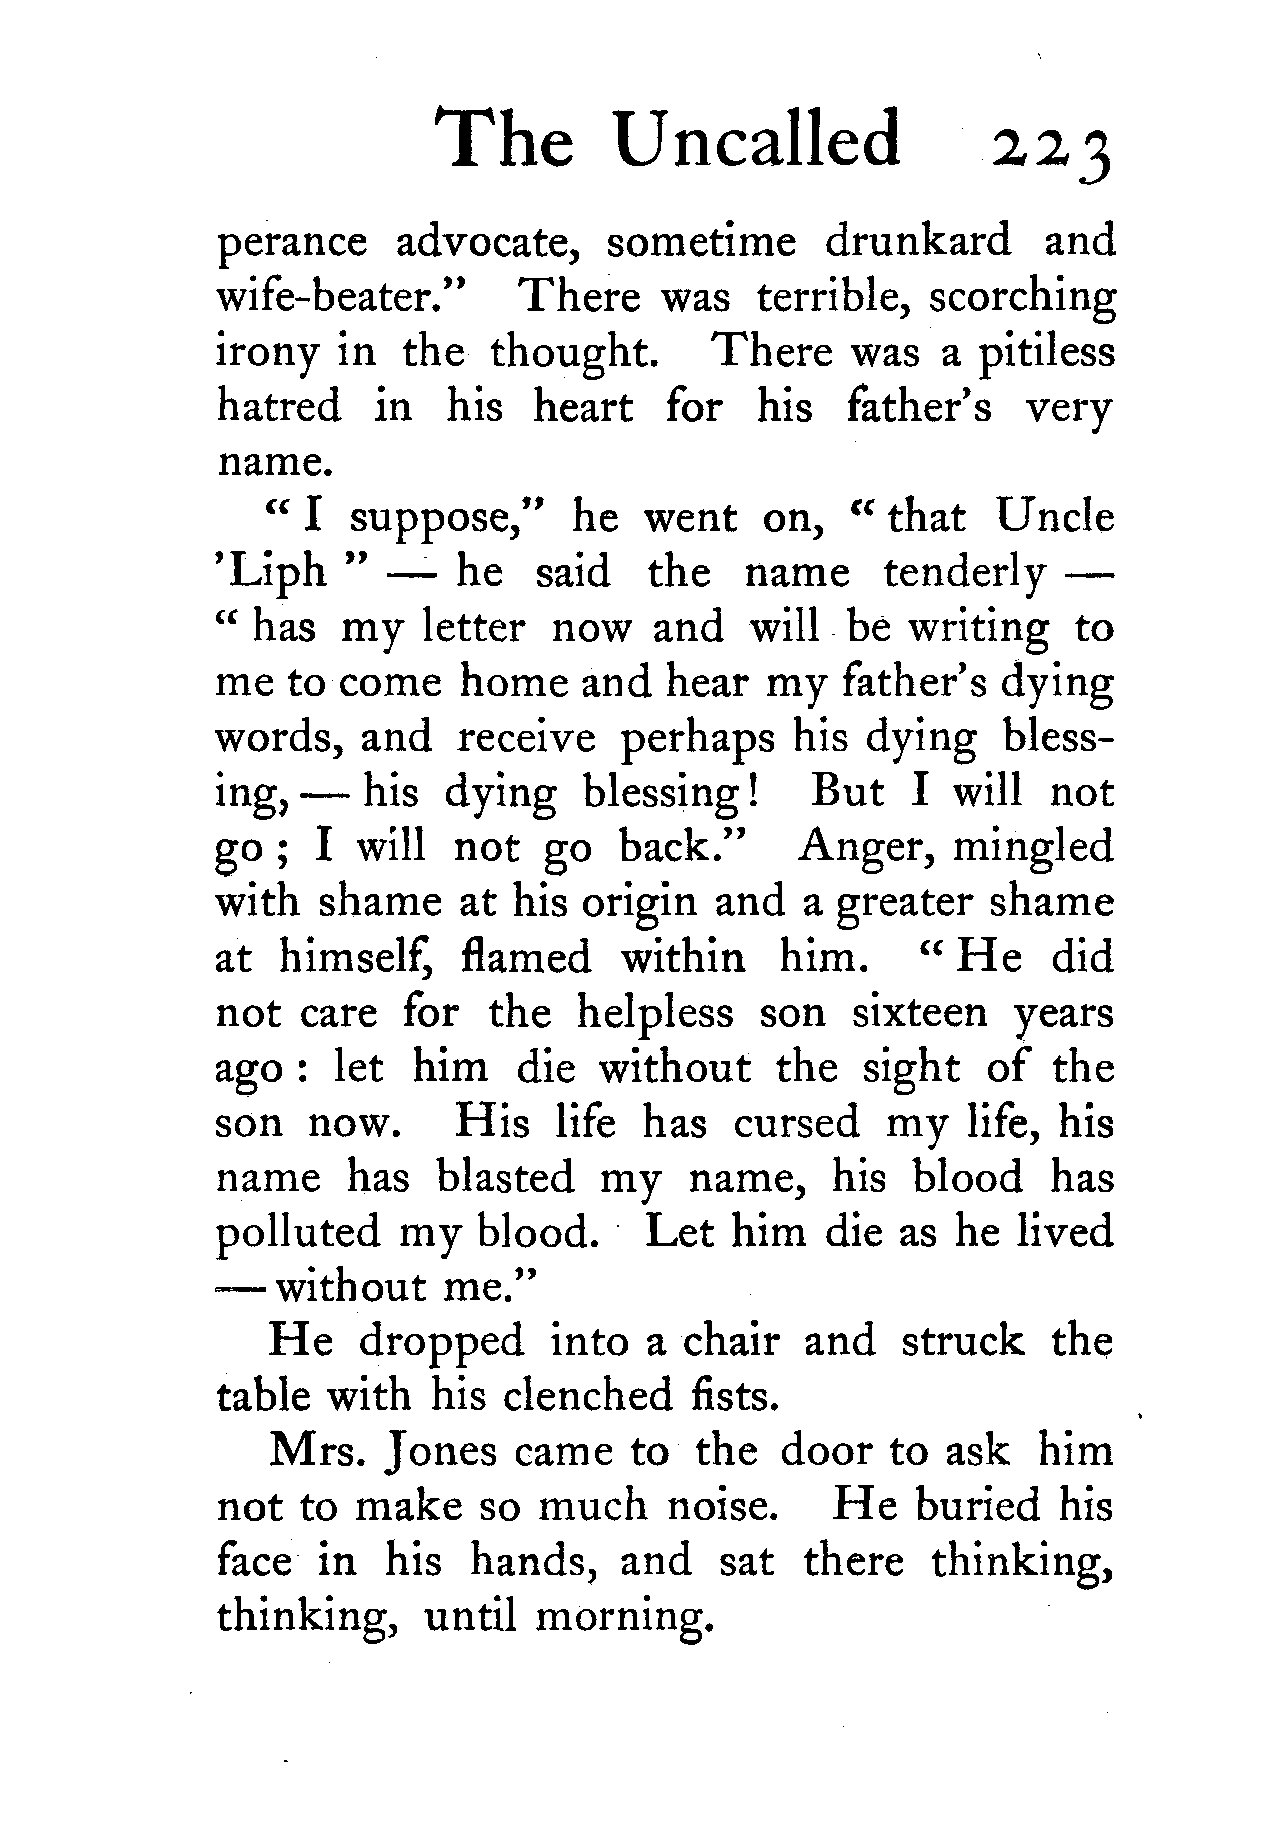 The Uncalled 223
perance advocate, sometime drunkard and
wife-beater.” There was terrible, scorching
irony in the thought. There was a pitiless
hatred in his heart for his father’s very
name.
“ I suppose,” he went on, “ that Uncle
’Liph ” — he said the name tenderly —
“ has my letter now and will be writing to
me to come home and hear my father’s dying
words, and receive perhaps his dying bless-
ing, — his dying blessing! But I will not
go ; I will not go back.” Anger, mingled
with shame at his origin and a greater shame
at himself, flamed within him. “ He did
not care for the helpless son sixteen years
ago : let him die without the sight of the
son now. His life has cursed my life, his
name has blasted my name, his blood has
polluted my blood. Let him die as he lived
— without me.”
He dropped into a chair and struck the
table with his clenched fists.
Mrs. Jones came to the door to ask him
not to make so much noise. He buried his
face in his hands, and sat there thinking,
thinking, until morning.